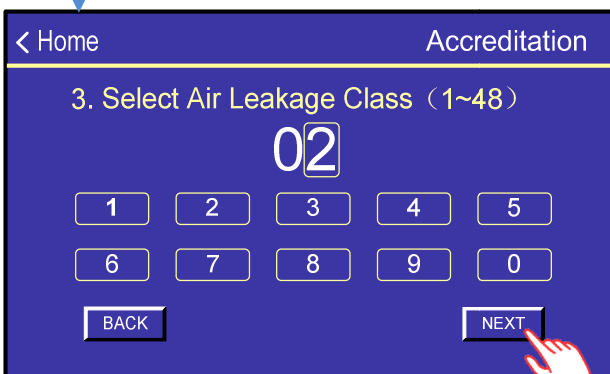 < Home Accreditation
3. Select Air Leakage Class（1~48）
02
1 2 3 4 5
6 7 8 9 0
BACK NEXT